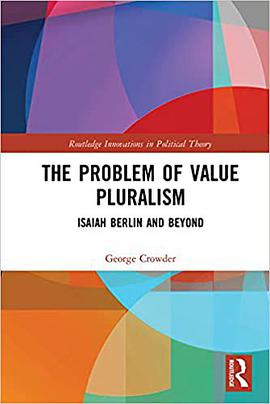 Routledge Innovations in Political Theory
THE PROBLEM OF VALUE
PLURALISM
ISAIAH BERLIN AND BEYOND
George Crowder
R
ROUTLEDGE